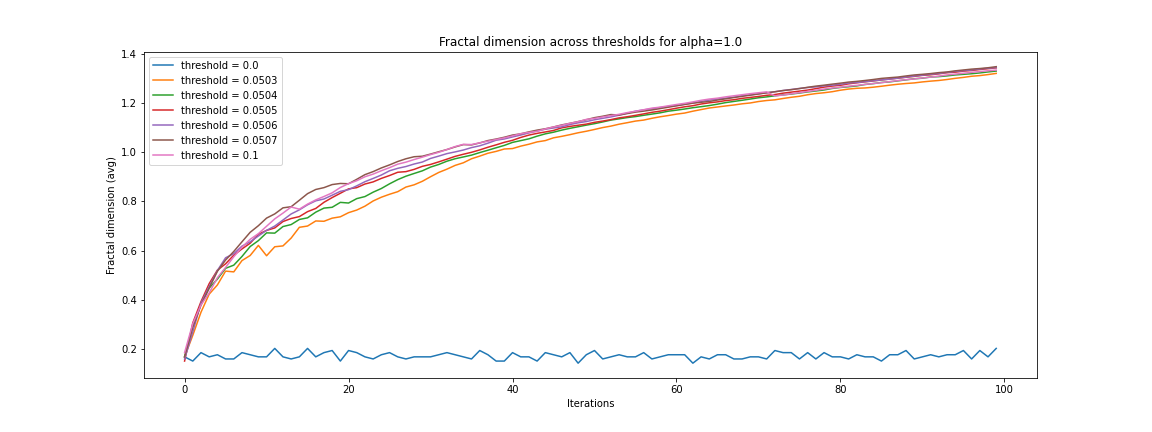 Fractal dimension across thresholds for alpha=1.0
1.4
1.2
1.0
0.8
0.6
0.4
0.2
Fractal dimension (avg)
threshold = 0.0
threshold = 0.0503
threshold = 0.0504
threshold = 0.0505
threshold = 0.0506
threshold = 0.0507
threshold = 0.1
0 20 40 60 80 100
Iterations